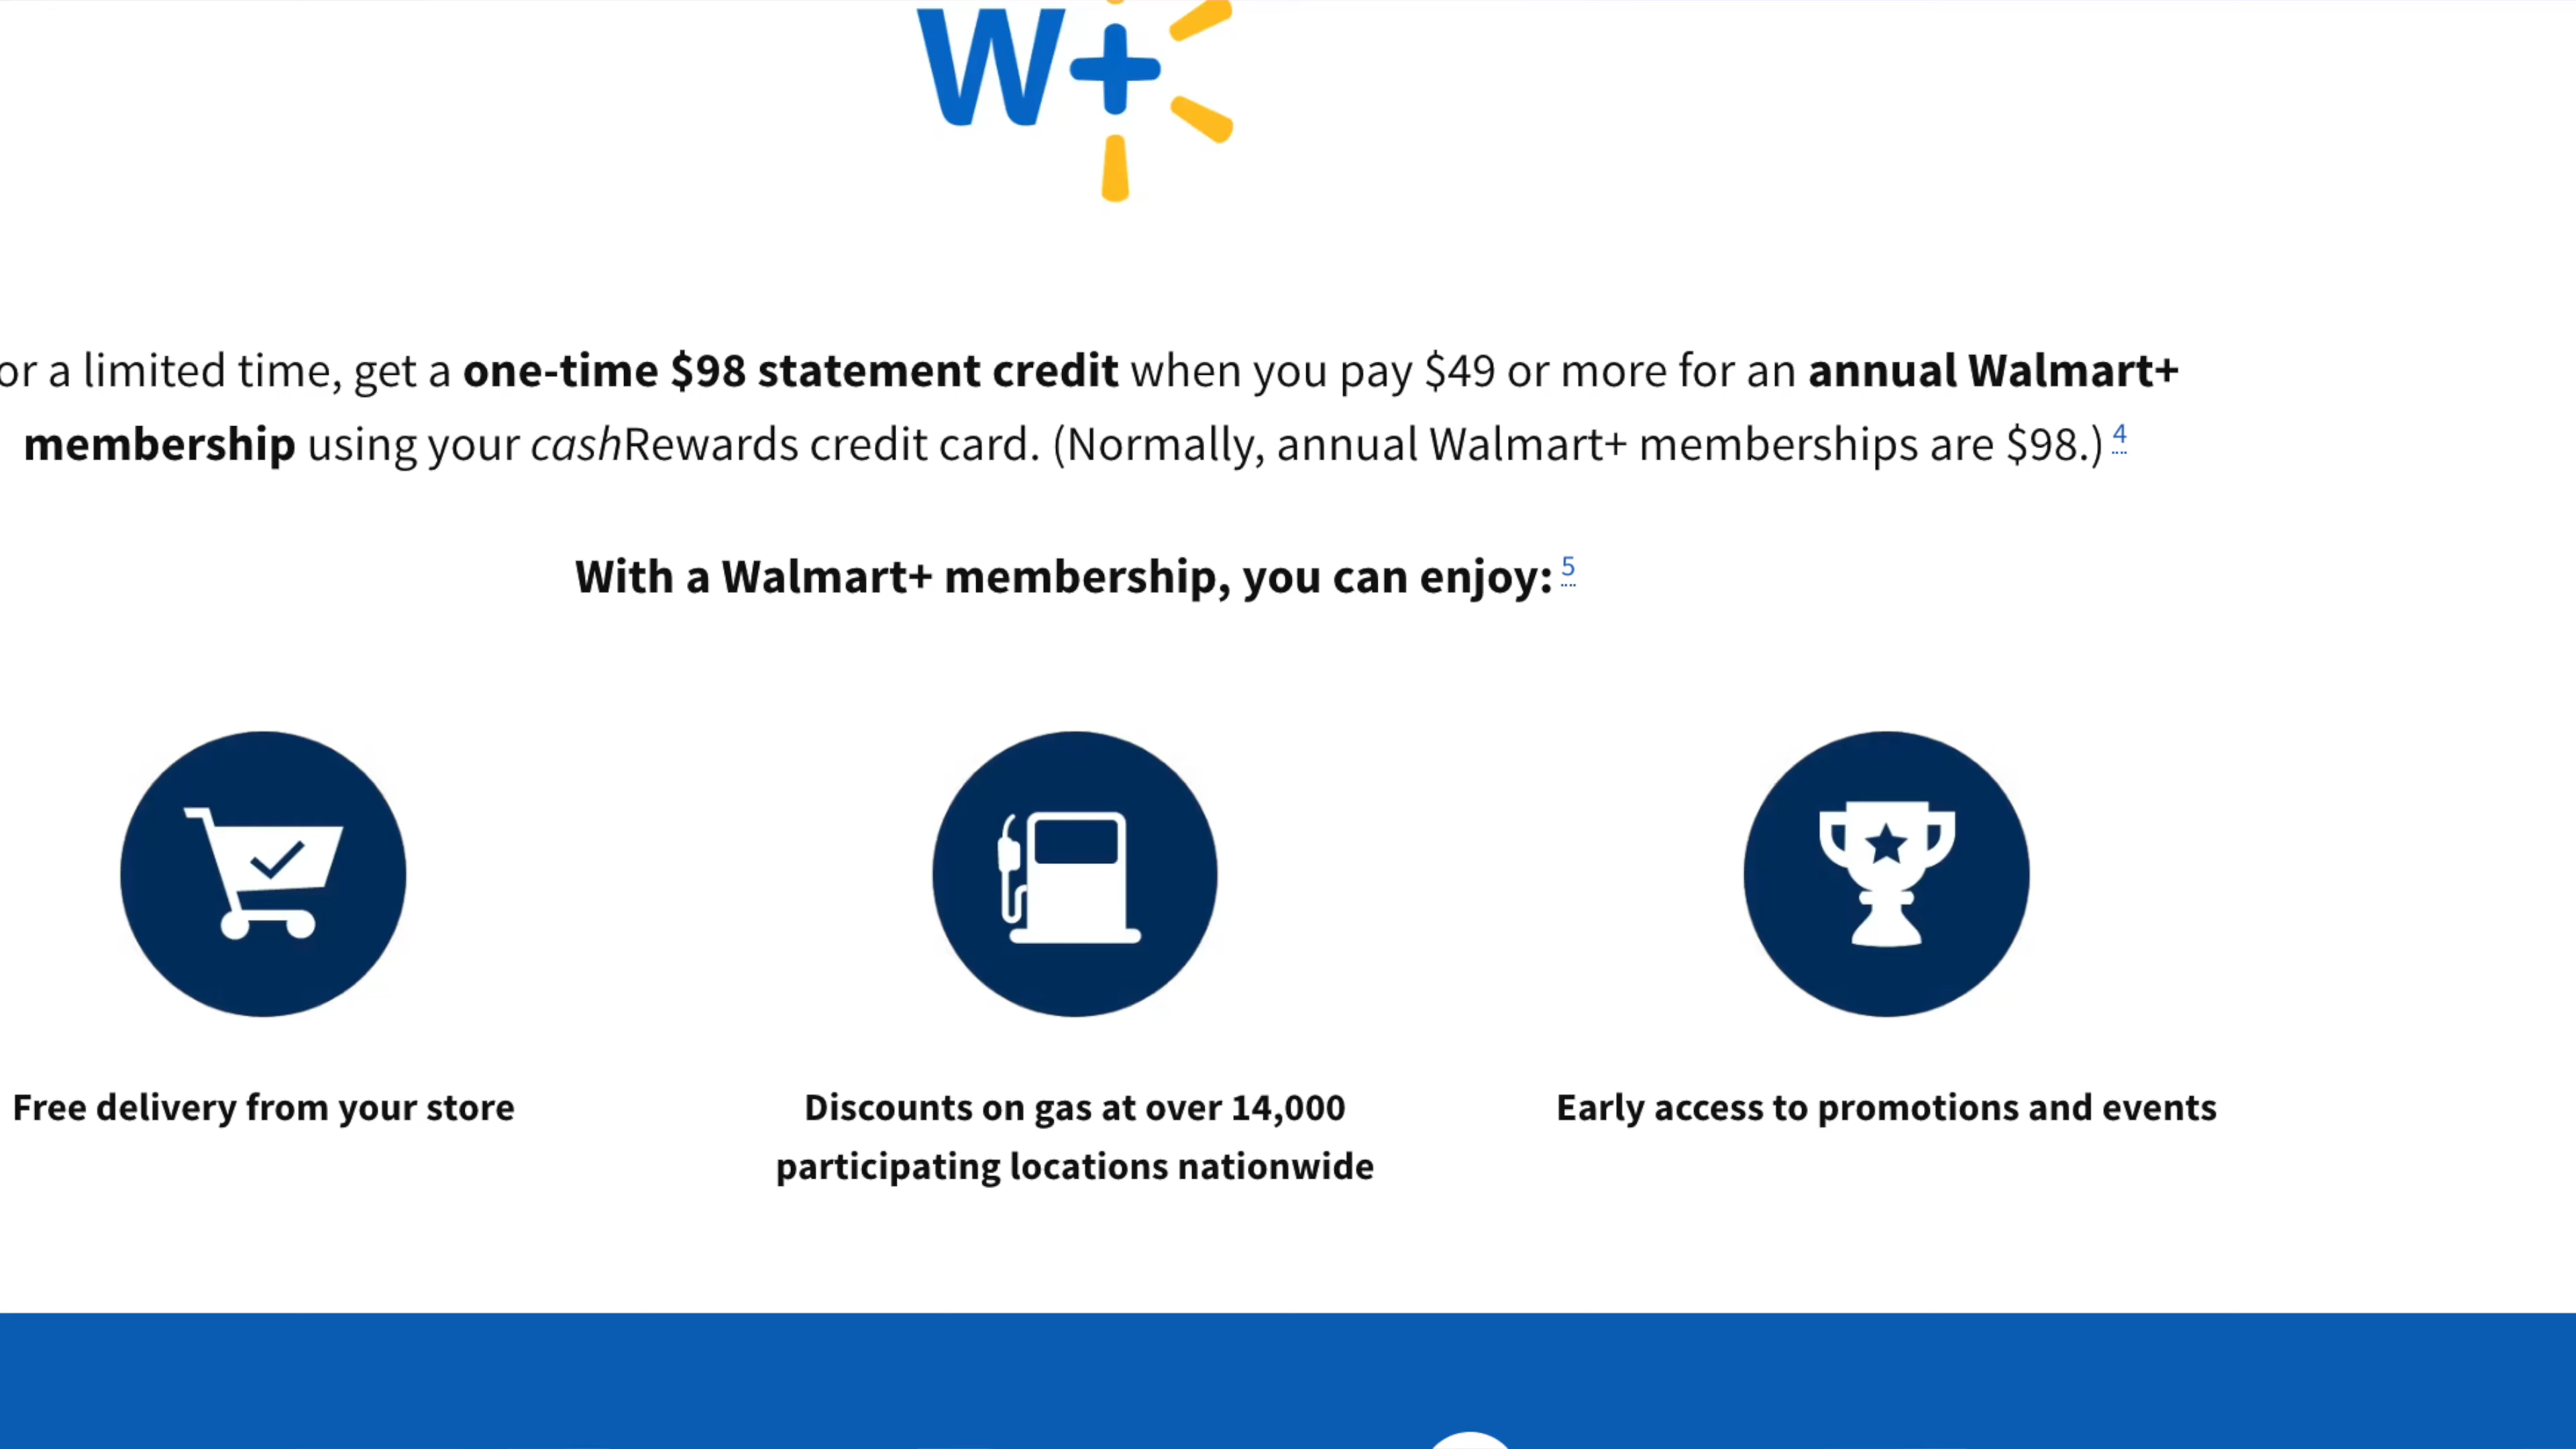 W+
or a limited time, get a one-time $98 statement credit when you pay $49 or more for an annual Walmart+
membership using your cashRewards credit card. (Normally, annual Walmart+ memberships are $98.) 4
With a Walmart+ membership, you can enjoy: 5
Free delivery from your store
Discounts on gas at over 14,000
participating locations nationwide
Early access to promotions and events